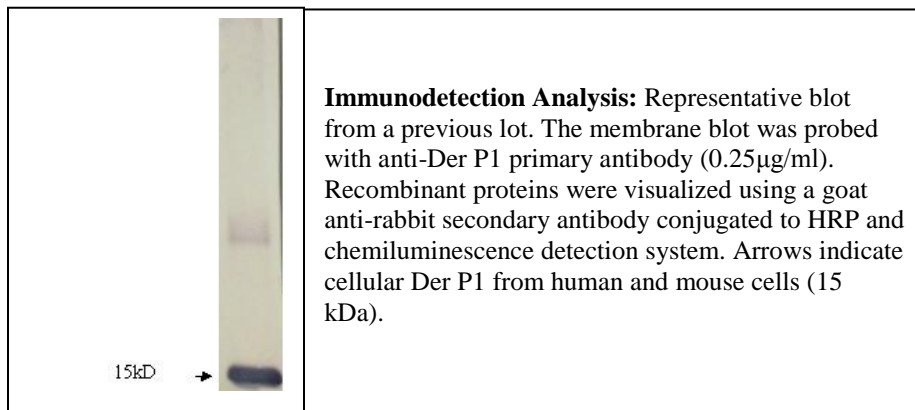 Immunodetection Analysis: Representative blot
from a previous lot. The membrane blot was probed
with anti-Der P1 primary antibody (0.25µg/ml).
Recombinant proteins were visualized using a goat
anti-rabbit secondary antibody conjugated to HRP and
chemiluminescence detection system. Arrows indicate
cellular Der P1 from human and mouse cells (15
kDa).
15kD